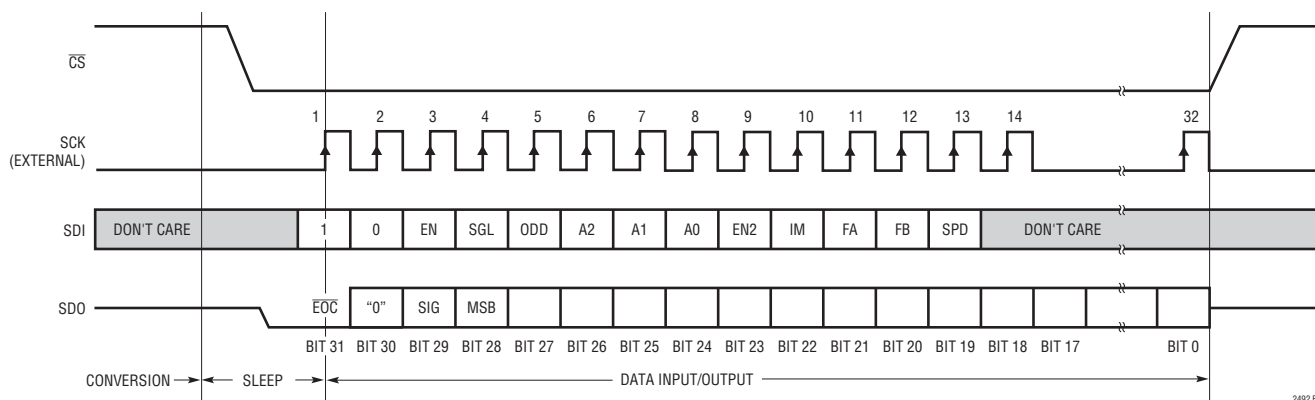 CS
1 2 3 4 5 6 7 8 9 10 11 12 13 14 32
SCK
(EXTERNAL)
SDI DON'T CARE 1 0 EN SGL ODD A2 A1 A0 EN2 IM FA FB SPD DON'T CARE
SDO EOC "0" SIG MSB
BIT 31 BIT 30 BIT 29 BIT 28 BIT 27 BIT 26 BIT 25 BIT 24 BIT 23 BIT 22 BIT 21 BIT 20 BIT 19 BIT 18 BIT 17 BIT 0
CONVERSION SLEEP DATA INPUT/OUTPUT